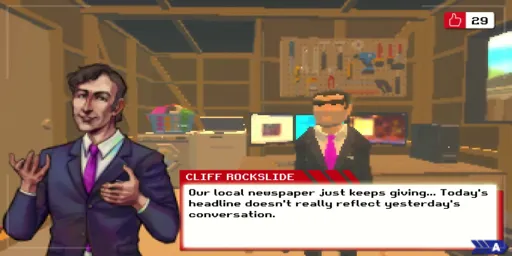 29
CLIFF ROCKSLIDE
Our local newspaper just keeps giving... Today's
headline doesn't really reflect yesterday's
conversation.
A